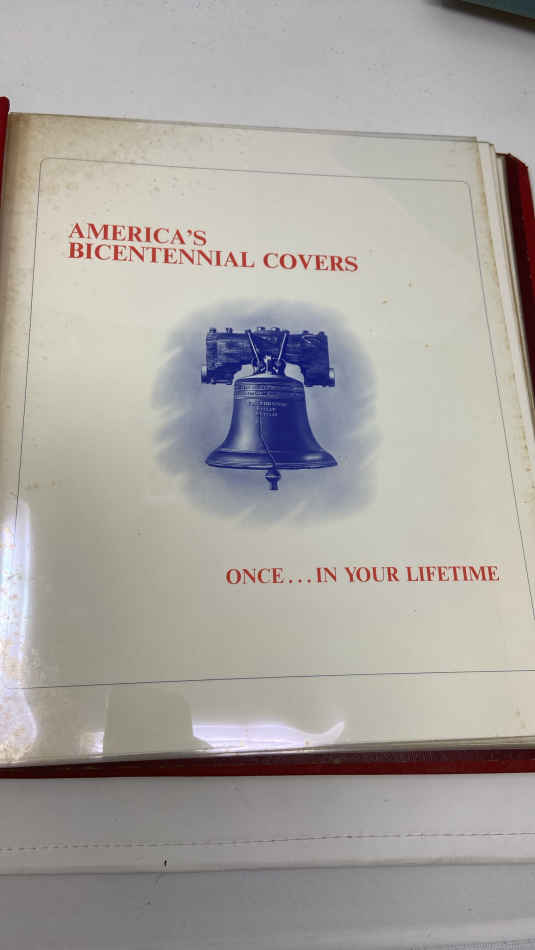 AMERICA'S
BICENTENNIAL COVERS
ONCE...IN YOUR LIFETIME